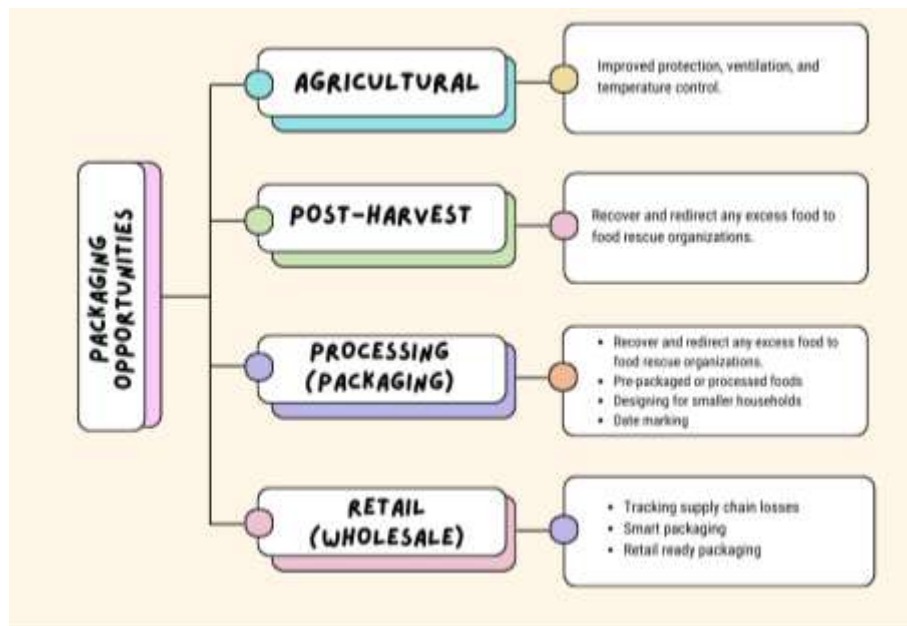 PACKAGING
OPPORTUNITIES
AGRICULTURAL
Improved protection, ventilation, and
temperature control.
POST-HARVEST
Recover and redirect any excess food to
food rescue organizations.
PROCESSING
(PACKAGING)
• Recover and redirect any excess food to
food rescue organizations.
• Pre-packaged or processed foods
• Designing for smaller households
• Date marking
RETAIL
(WHOLESALE)
• Tracking supply chain losses
• Smart packaging
• Retail ready packaging